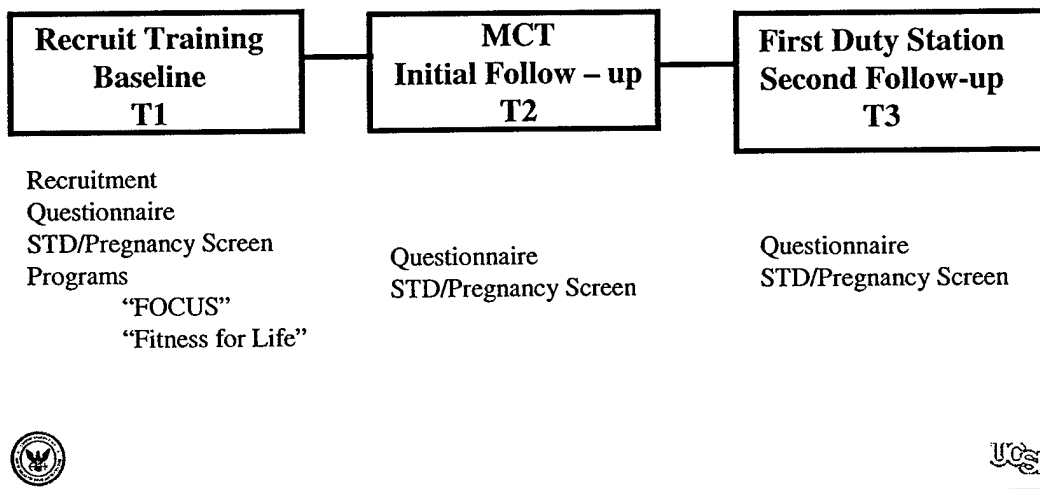 Recruit Training
Baseline
T1
MCT
Initial Follow – up
T2
First Duty Station
Second Follow-up
T3
Recruitment
Questionnaire
STD/Pregnancy Screen
Programs
“FOCUS”
“Fitness for Life”
Questionnaire
STD/Pregnancy Screen
Questionnaire
STD/Pregnancy Screen